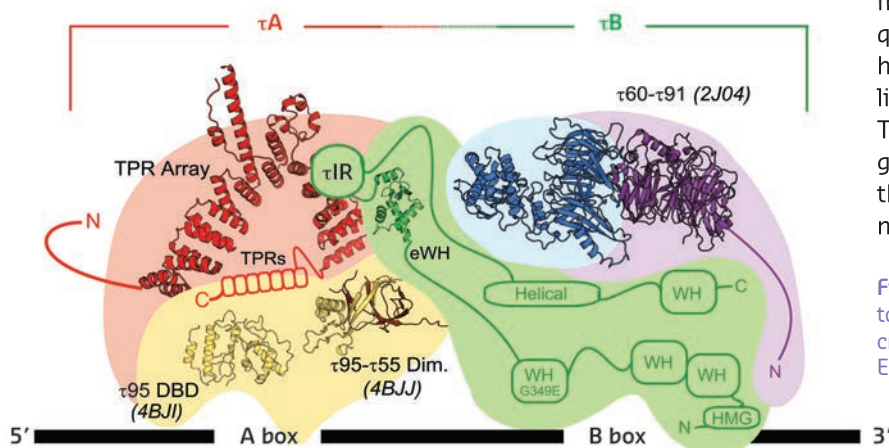 τA
τB
τ60-τ91 (2J04)
TPR Array
τIR
N
TPRs
eWH
C
Helical
WH
C
τ95 DBD
(4BJI)
τ95-τ55 Dim.
(4BJJ)
WH
G349E
WH
WH
N
HMG
N
5′
A box
B box
3′